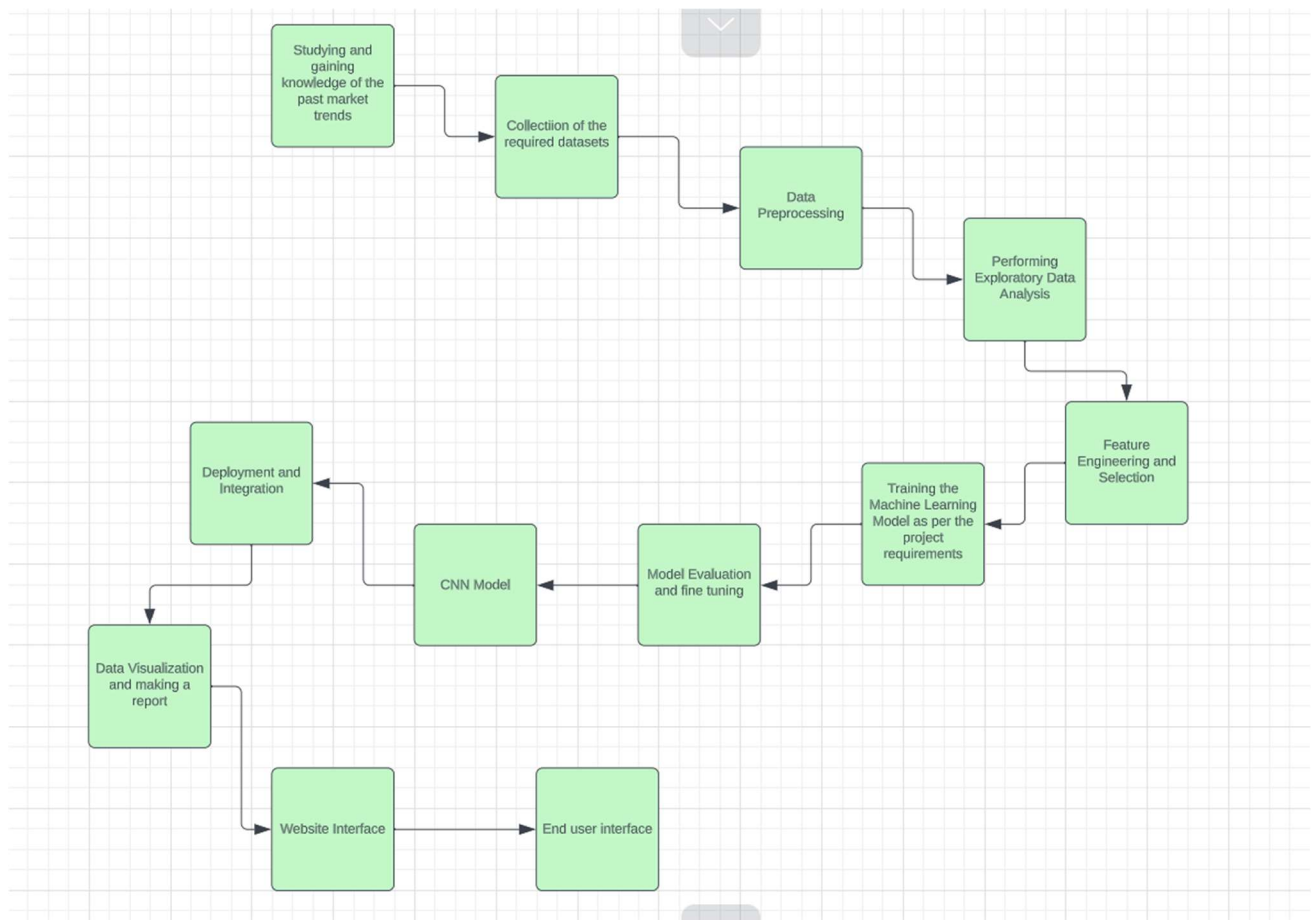 Studying and
gaining
knowledge of the
past market
trends
Collectiion of the
required datasets
Data
Preprocessing
Performing
Exploratory Data
Analysis
Feature
Engineering and
Selection
Training the
Machine Learning
Model as per the
project
requirements
Model Evaluation
and fine tuning
CNN Model
Deployment and
Integration
Data Visualization
and making a
report
Website Interface
End user interface